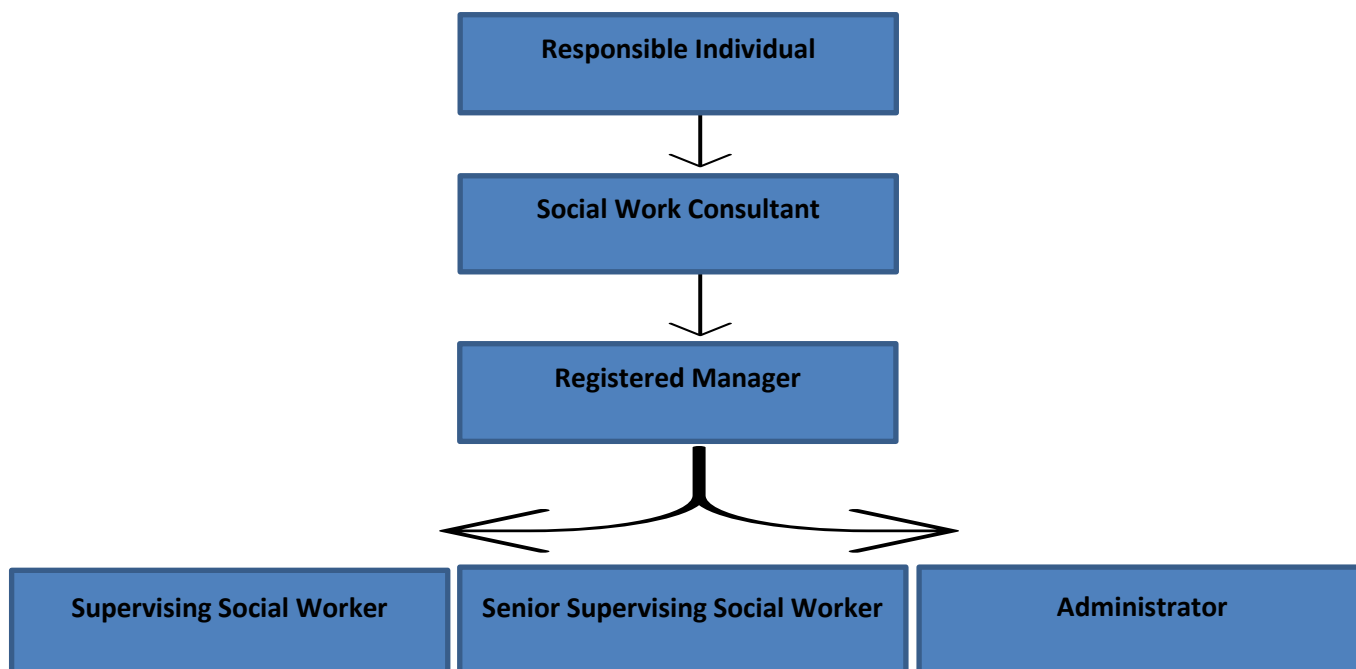 Responsible Individual
Social Work Consultant
Registered Manager
Supervising Social Worker
Senior Supervising Social Worker
Administrator